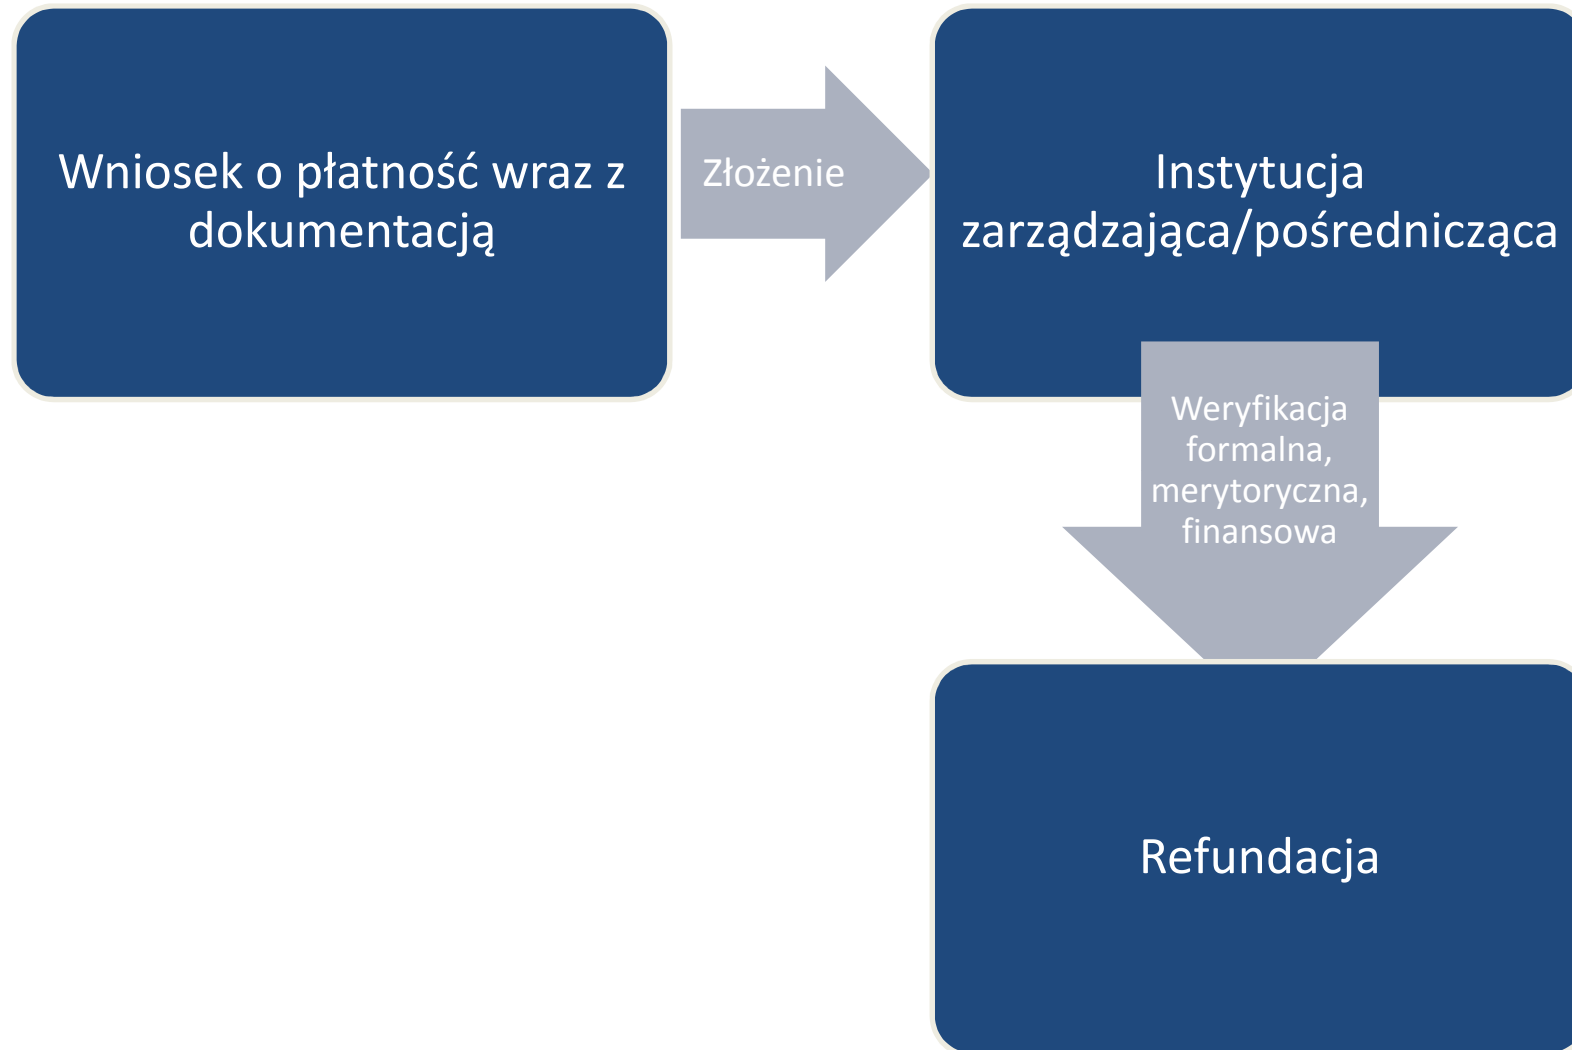 Wniosek o płatność wraz z
dokumentacją
Złożenie
Instytucja
zarządzająca/pośrednicząca
Weryfikacja
formalna,
merytoryczna,
finansowa
Refundacja